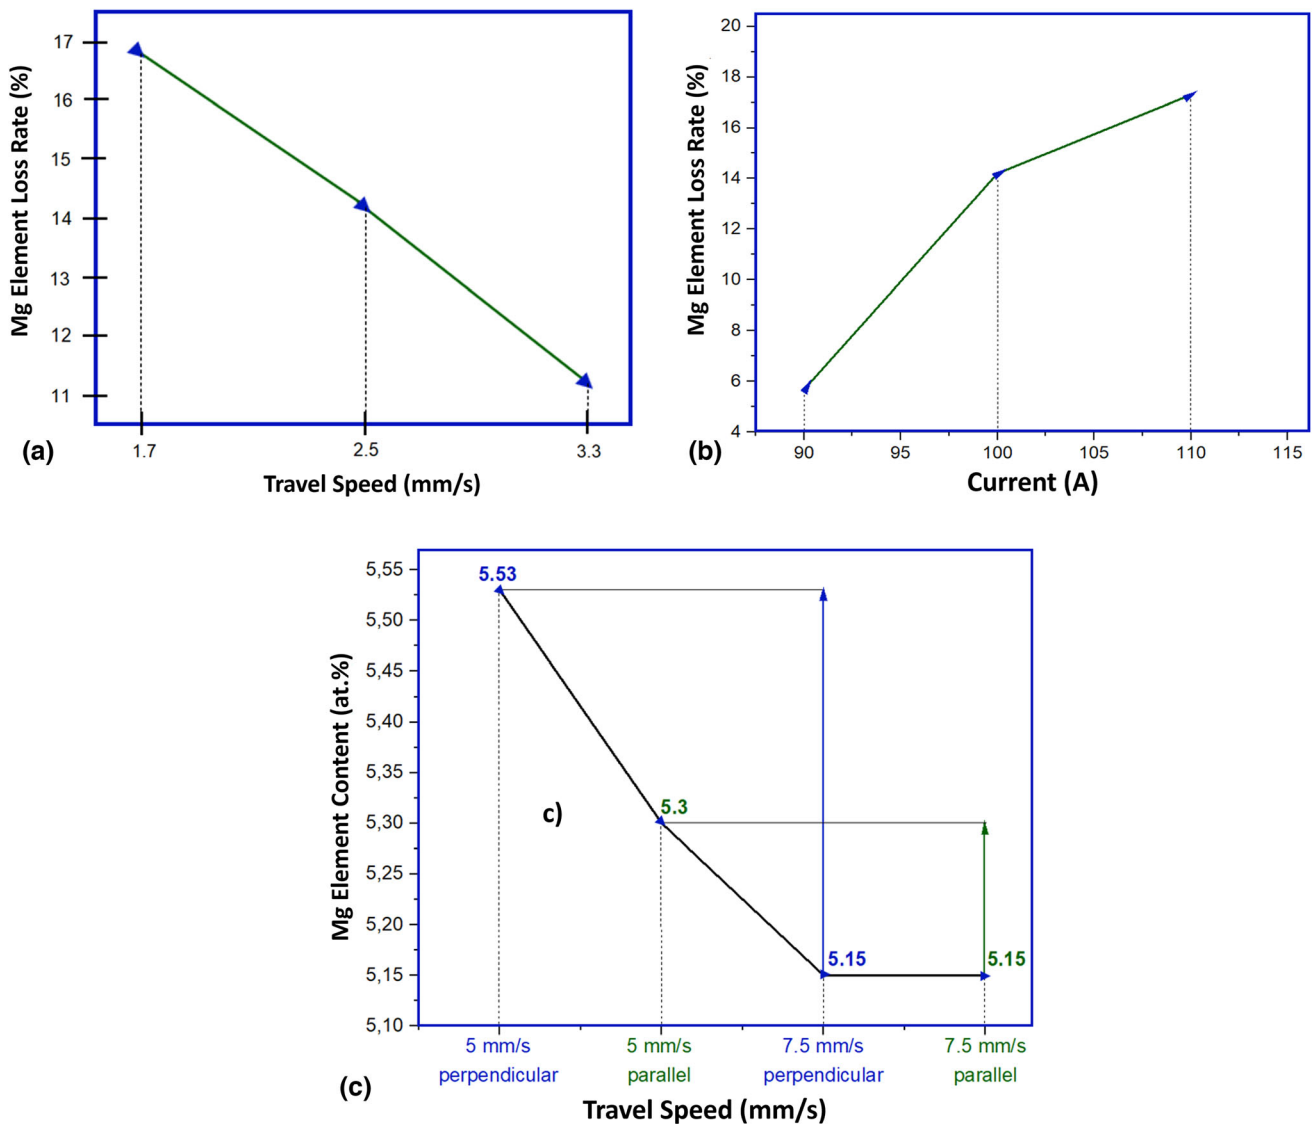 Mg Element Loss Rate (%)
17
16
15
14
13
12
11
1.7
2.5
3.3
(a)
Travel Speed (mm/s)
Mg Element Loss Rate (%)
20
18
16
14
12
10
8
6
4
90
95
100
105
110
115
(b)
Current (A)
Mg Element Content (at.%)
5,55
5,50
5,45
5,40
5,35
5,30
5,25
5,20
5,15
5,10
5.53
5.3
5.15
5.15
c)
5 mm/s
perpendicular
5 mm/s
parallel
7.5 mm/s
perpendicular
7.5 mm/s
parallel
(c)
Travel Speed (mm/s)